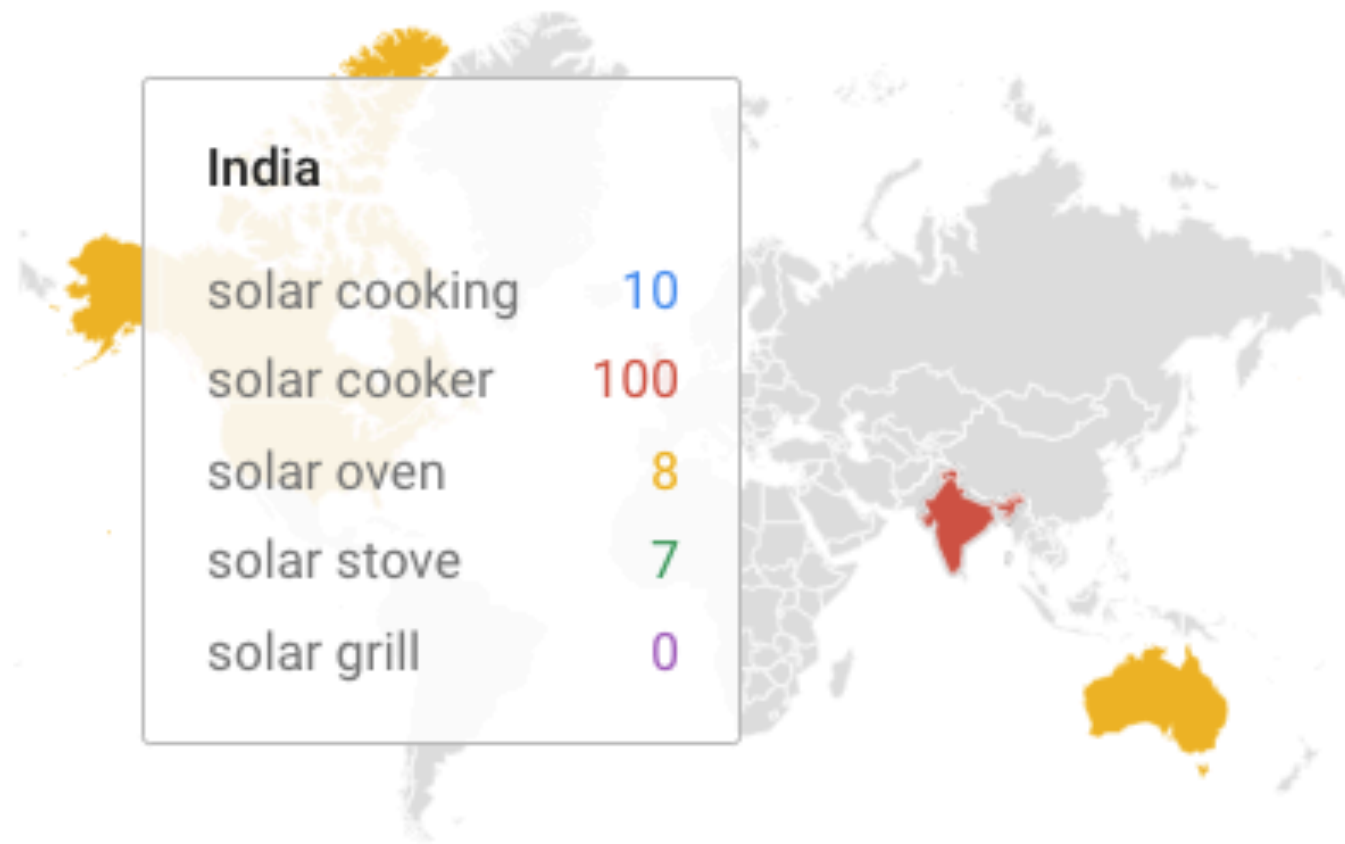 India
solar cooking 10
solar cooker 100
solar oven 8
solar stove 7
solar grill 0